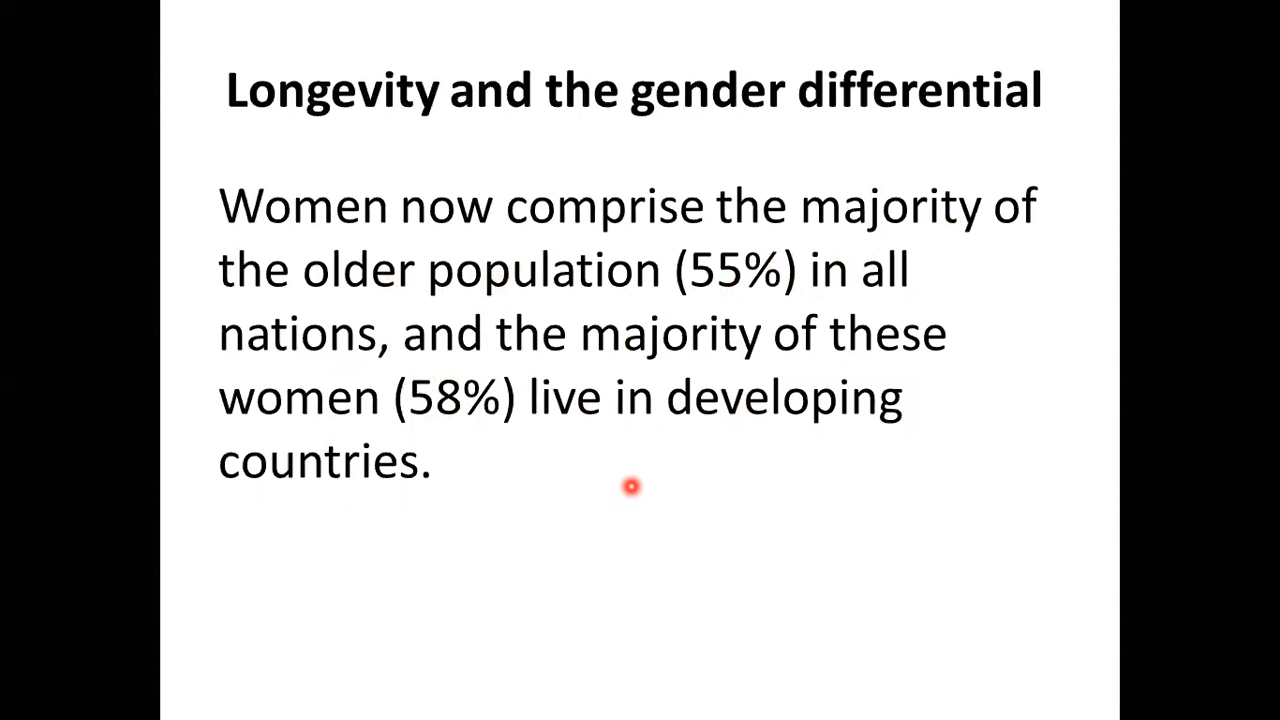 Longevity and the gender differential
Women now comprise the majority of
the older population (55%) in all
nations, and the majority of these
women (58%) live in developing
countries.